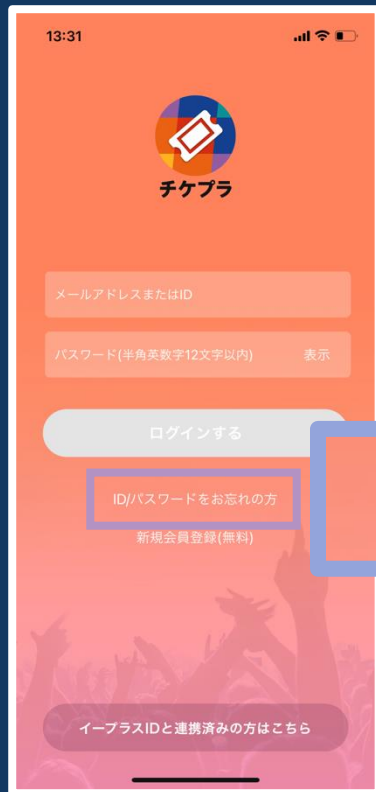 13:31
チケプラ
メールアドレスまたはID
パスワード(半角英数字12文字以内) 表示
ログインする
ID/パスワードをお忘れの方
新規会員登録(無料)
イープラスIDと連携済みの方はこちら